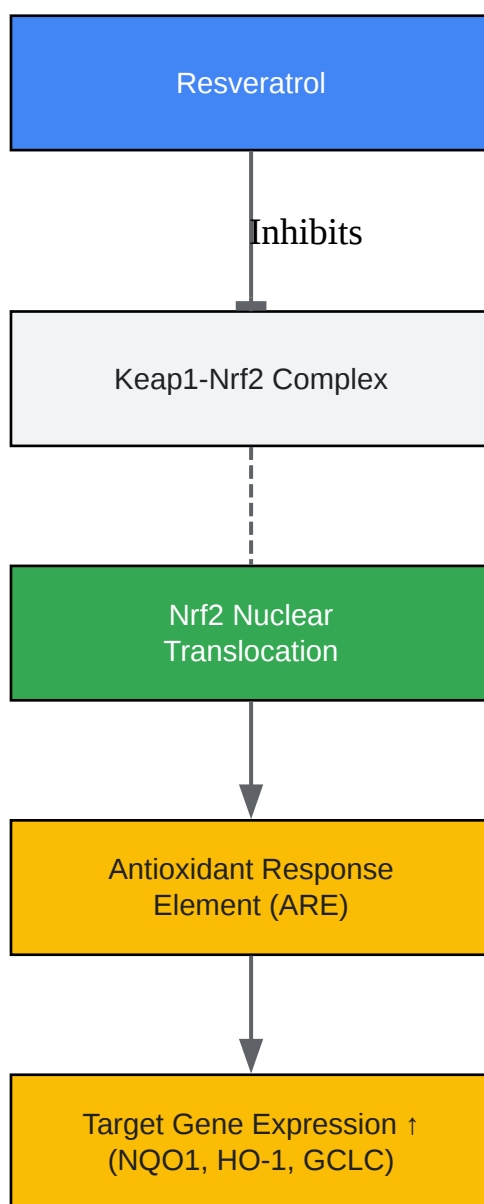 Resveratrol
Inhibits
Keap1-Nrf2 Complex
Nrf2 Nuclear
Translocation
Antioxidant Response
Element (ARE)
Target Gene Expression ↑
(NQO1, HO-1, GCLC)